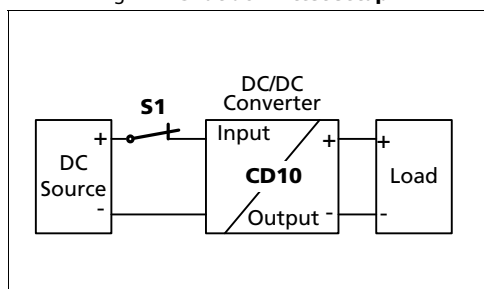 DC/DC
Converter
S1
+
Input
+
+
DC
Source
CD10
Load
-
Output
-
-